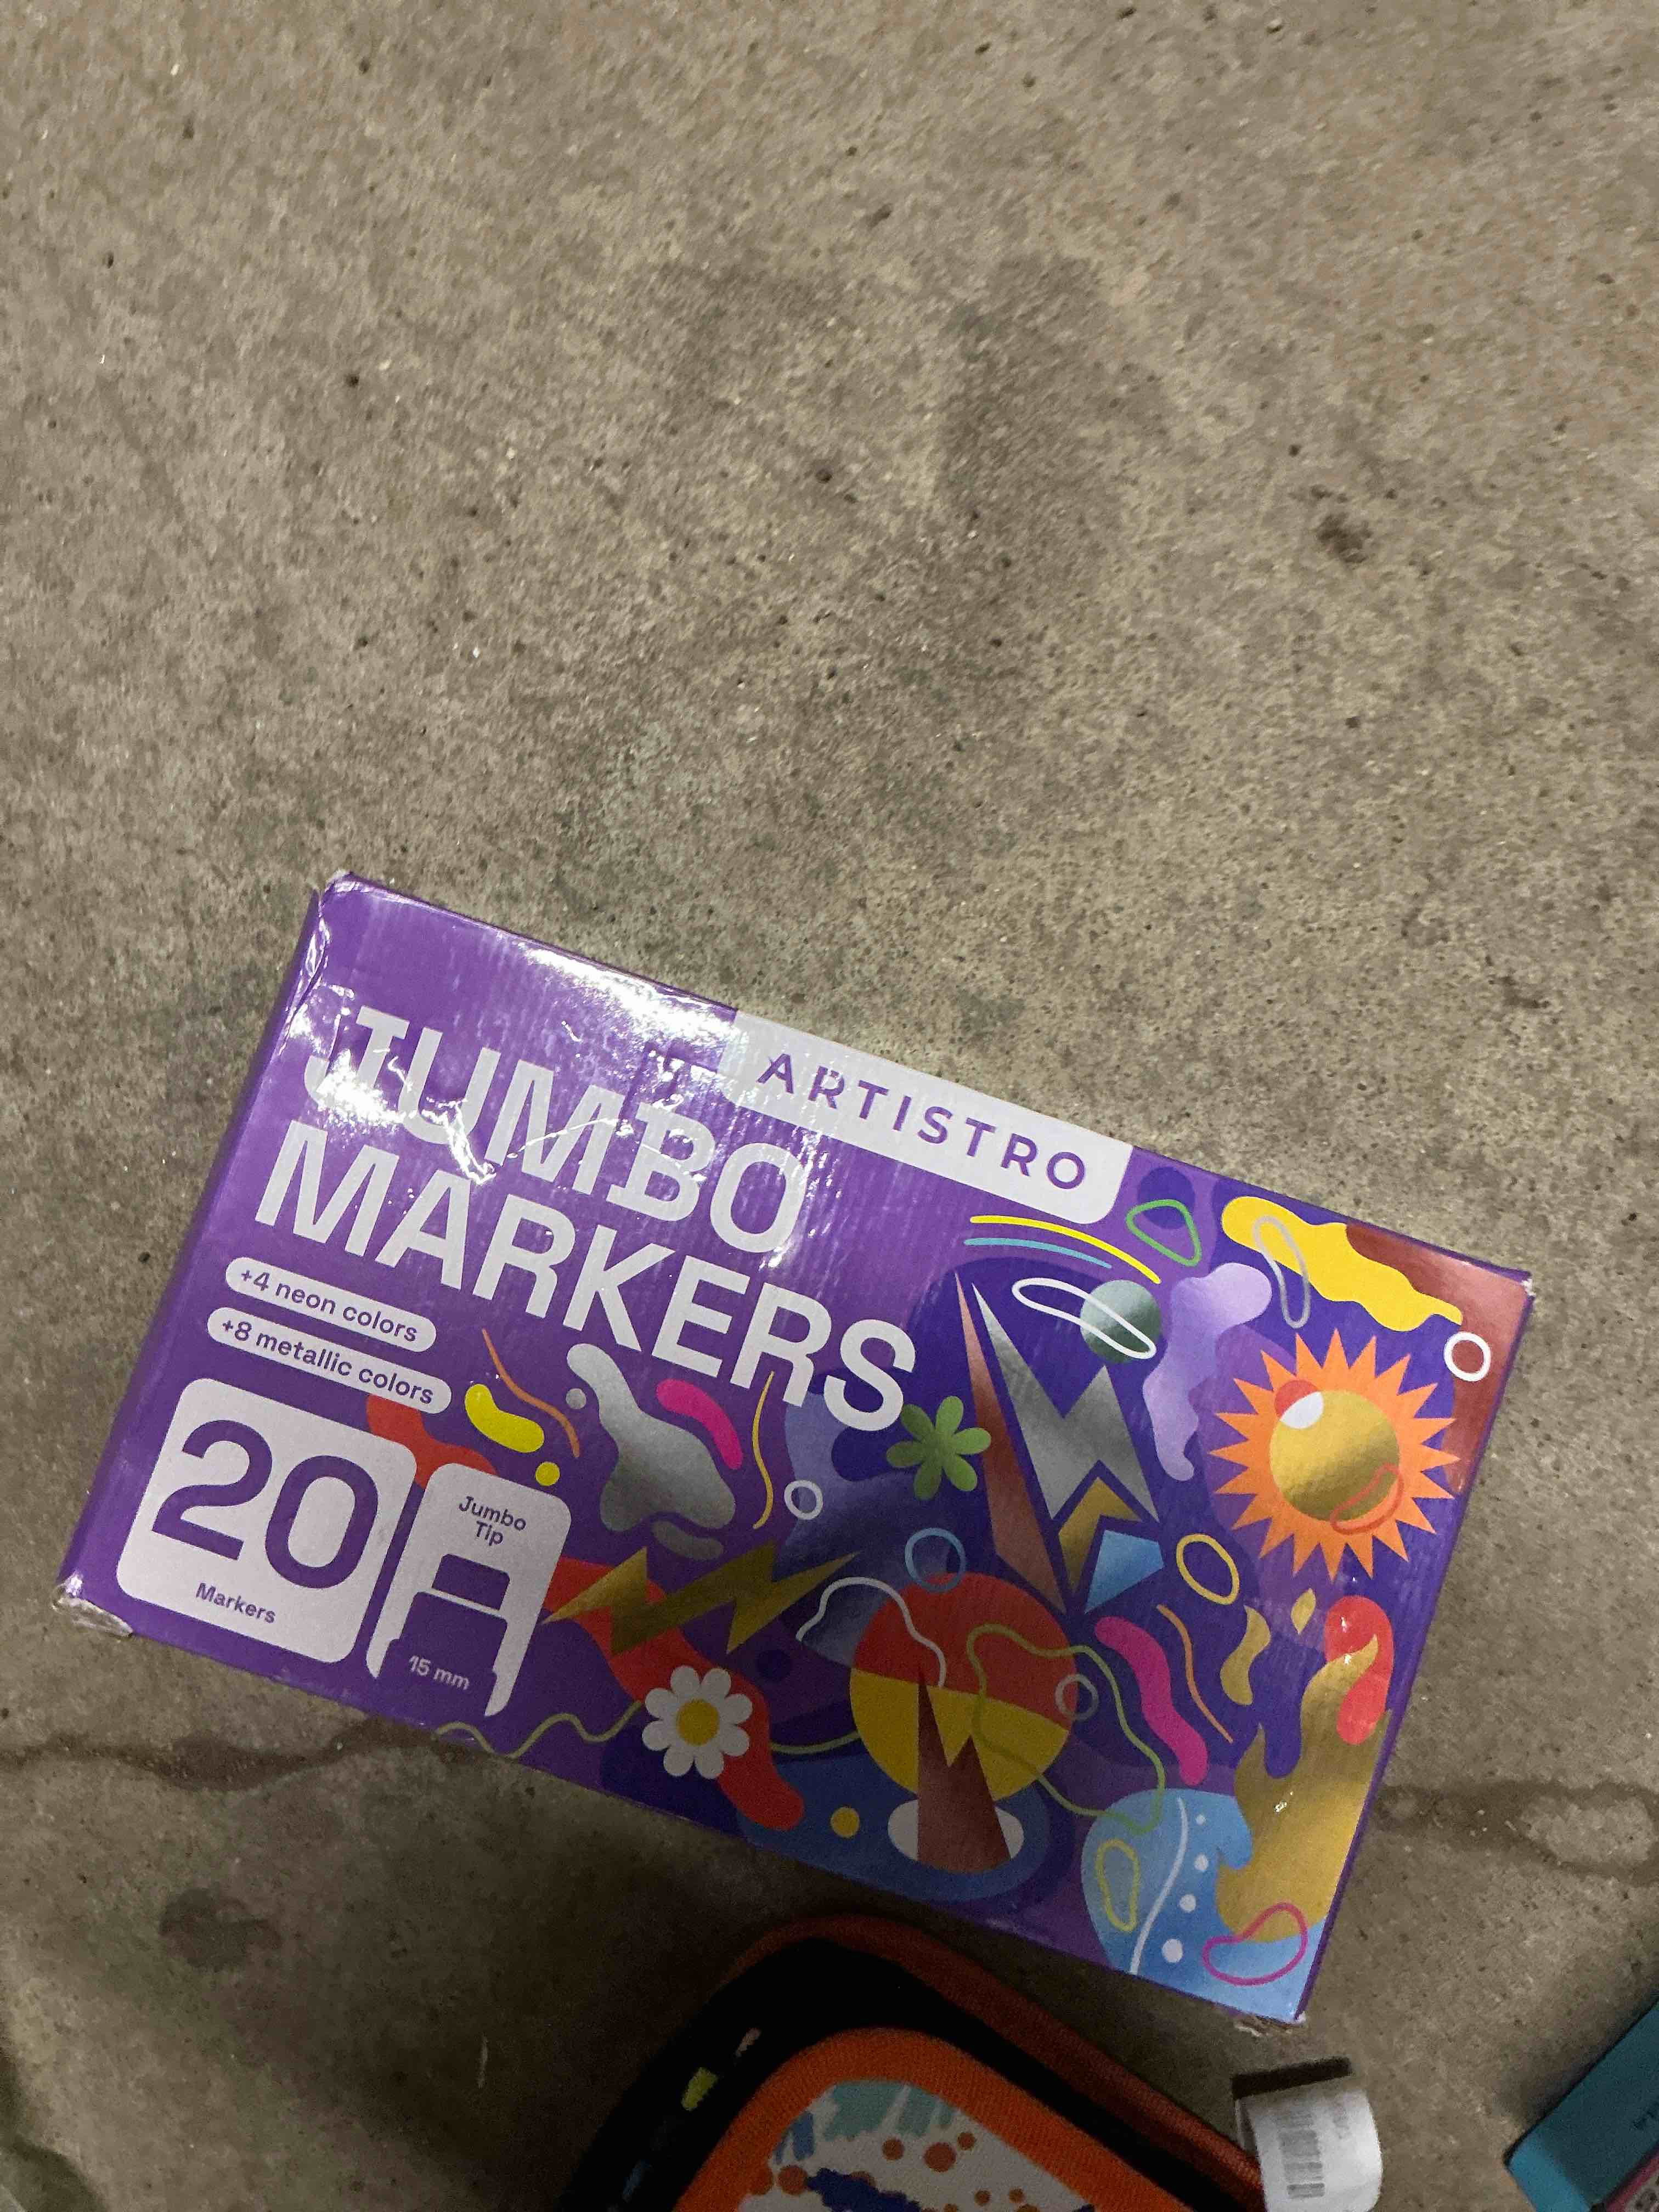 ARTISTRO
JUMBO
MARKERS
+4 neon colors
+8 metallic colors
20
Markers
Jumbo
Tip
15 mm